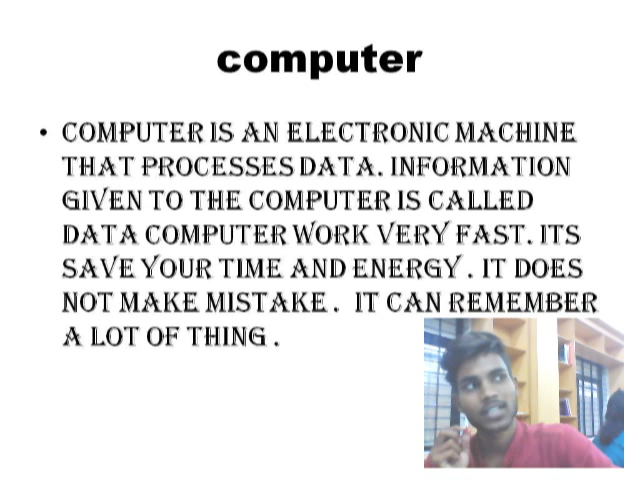 computer
• COMPUTER IS AN ELECTRONIC MACHINE
THAT PROCESSES DATA. INFORMATION
GIVEN TO THE COMPUTER IS CALLED
DATA COMPUTER WORK VERY FAST. ITS
SAVE YOUR TIME AND ENERGY . IT DOES
NOT MAKE MISTAKE .  IT CAN REMEMBER
A LOT OF THING .